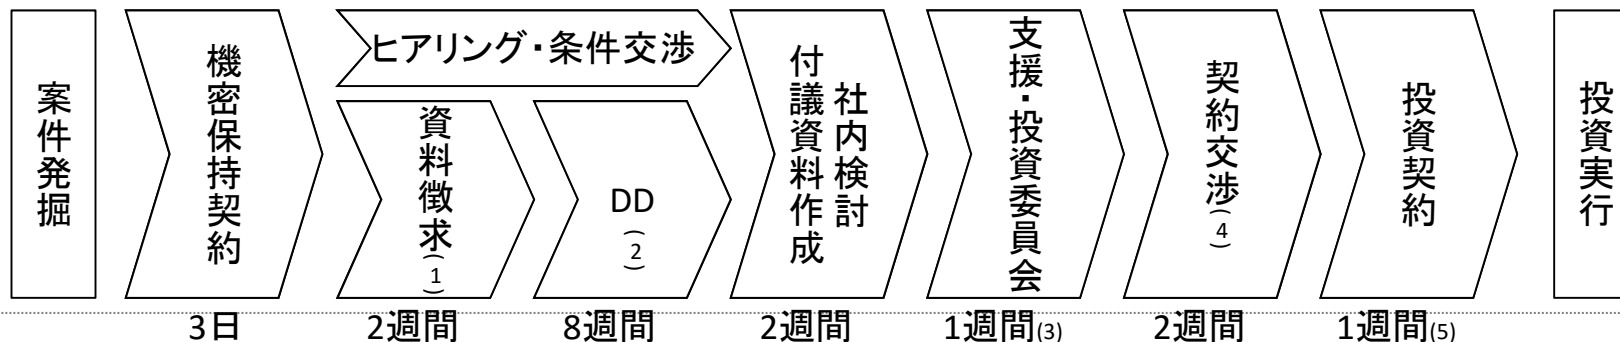 案件発掘
機密保持契約
ヒアリング・条件交渉
資料徴求(1)
DD
(2)
社内検討
付議資料作成
支援・投資委員会
契約交渉(4)
投資契約
投資実行
3日
2週間
8週間
2週間
1週間(3)
2週間
1週間(5)